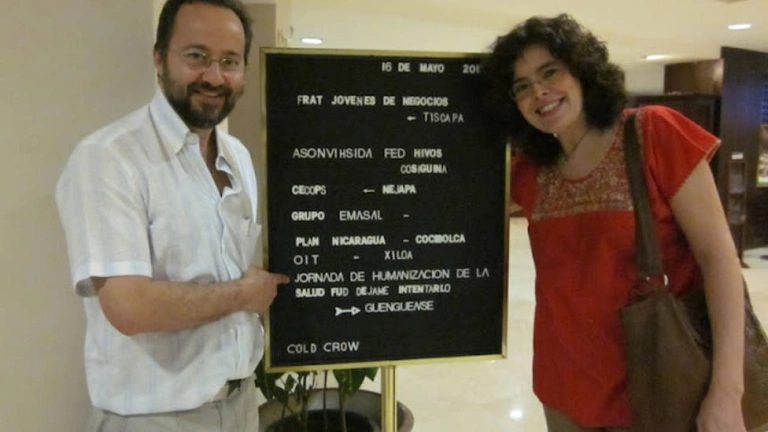 16 DE MAYO
FRAT JOVENES DE NEGOCIOS
← TISCAPA
ASONVIHSIDA FED HIVOS
COSIGUINA
CECOPS ← NEJAPA
GRUPO EMASAL -
PLAN NICARAGUA - COCIBOLCA
OIT - XILOA
JORNADA DE HUMANIZACION DE LA
SALUD FUD DEJAME INTENTARLO
GUENGUENSE
COLD CROW